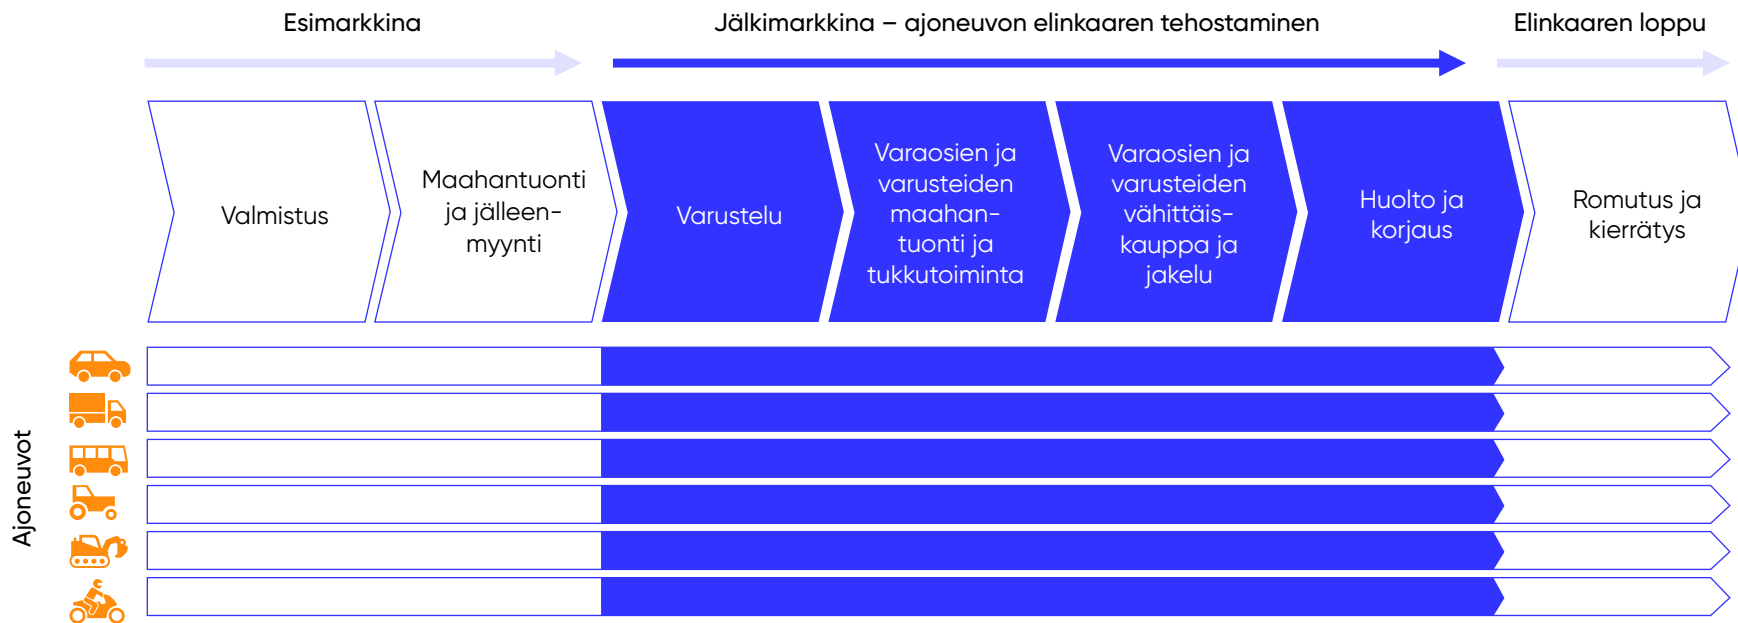 Esimarkkina
Jälkimarkkina – ajoneuvon elinkaaren tehostaminen
Elinkaaren loppu
Valmistus
Maahantuonti
ja jälleen-
myynti
Varustelu
Varaosien ja
varusteiden
maahan-
tuonti ja
tukkutoiminta
Varaosien ja
varusteiden
vähittäis-
kauppa ja
jakelu
Huolto ja
korjaus
Romutus ja
kierrätys
Ajoneuvot